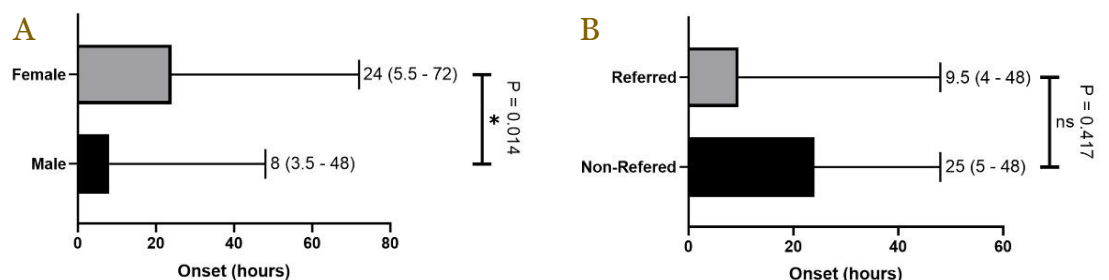 A
Female
24 (5.5 - 72)
Male
8 (3.5 - 48)
*
P = 0.014
0 20 40 60 80
Onset (hours)
B
Referred
9.5 (4 - 48)
Non-Refered
25 (5 - 48)
ns
P = 0.417
0 20 40 60
Onset (hours)